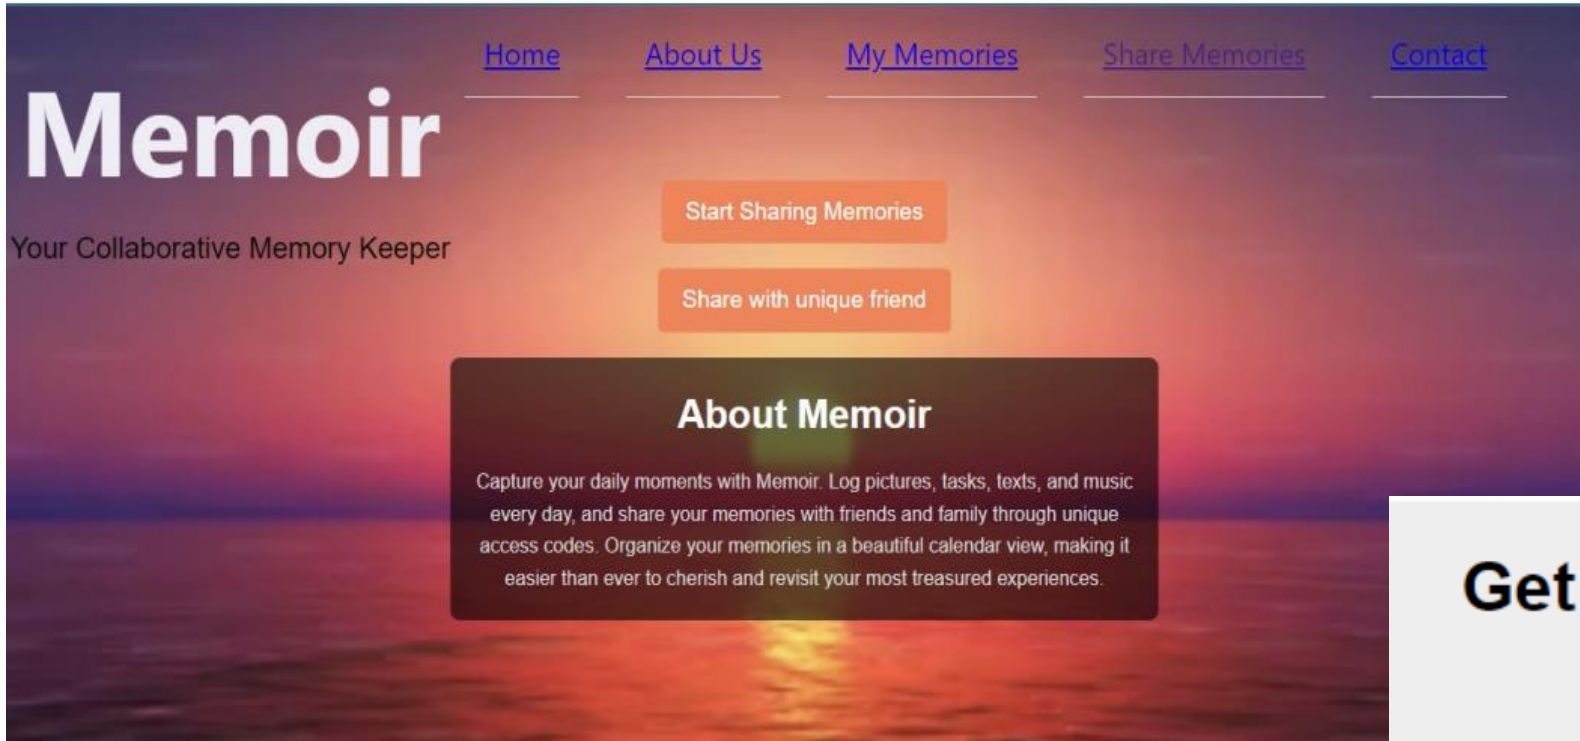 Home About Us My Memories Share Memories Contact
Memoir
Your Collaborative Memory Keeper
Start Sharing Memories
Share with unique friend
About Memoir
Capture your daily moments with Memoir. Log pictures, tasks, texts, and music
every day, and share your memories with friends and family through unique
access codes. Organize your memories in a beautiful calendar view, making it
easier than ever to cherish and revisit your most treasured experiences.
Get